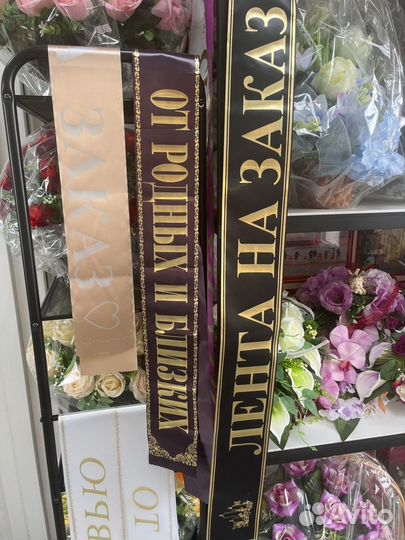 ЗАКАЗ♡
ОТ РОДНЫХ И БЛИЗКИХ
ЛЕНТА НА ЗАКАЗ
ОТ
Avito